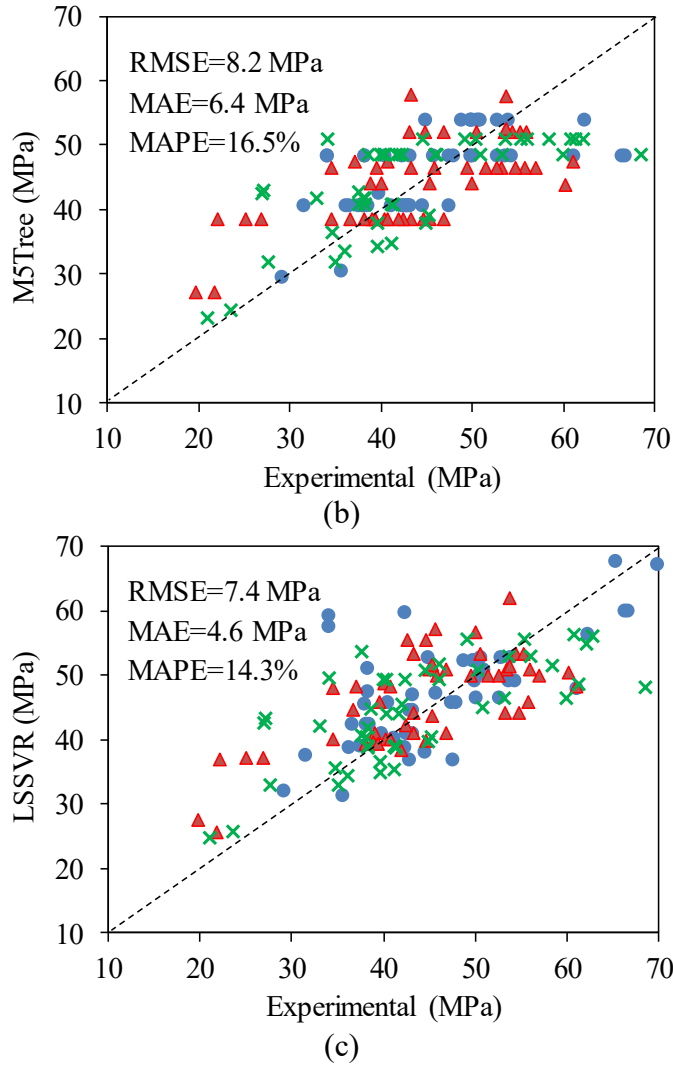 70
RMSE=8.2 MPa
60
MAE=6.4 MPa
50
MAPE=16.5%
40
30
20
10
M5Tree (MPa)
10 20 30 40 50 60 70
Experimental (MPa)
(b)
70
RMSE=7.4 MPa
60
MAE=4.6 MPa
50
MAPE=14.3%
40
30
20
10
LSSVR (MPa)
10 20 30 40 50 60 70
Experimental (MPa)
(c)